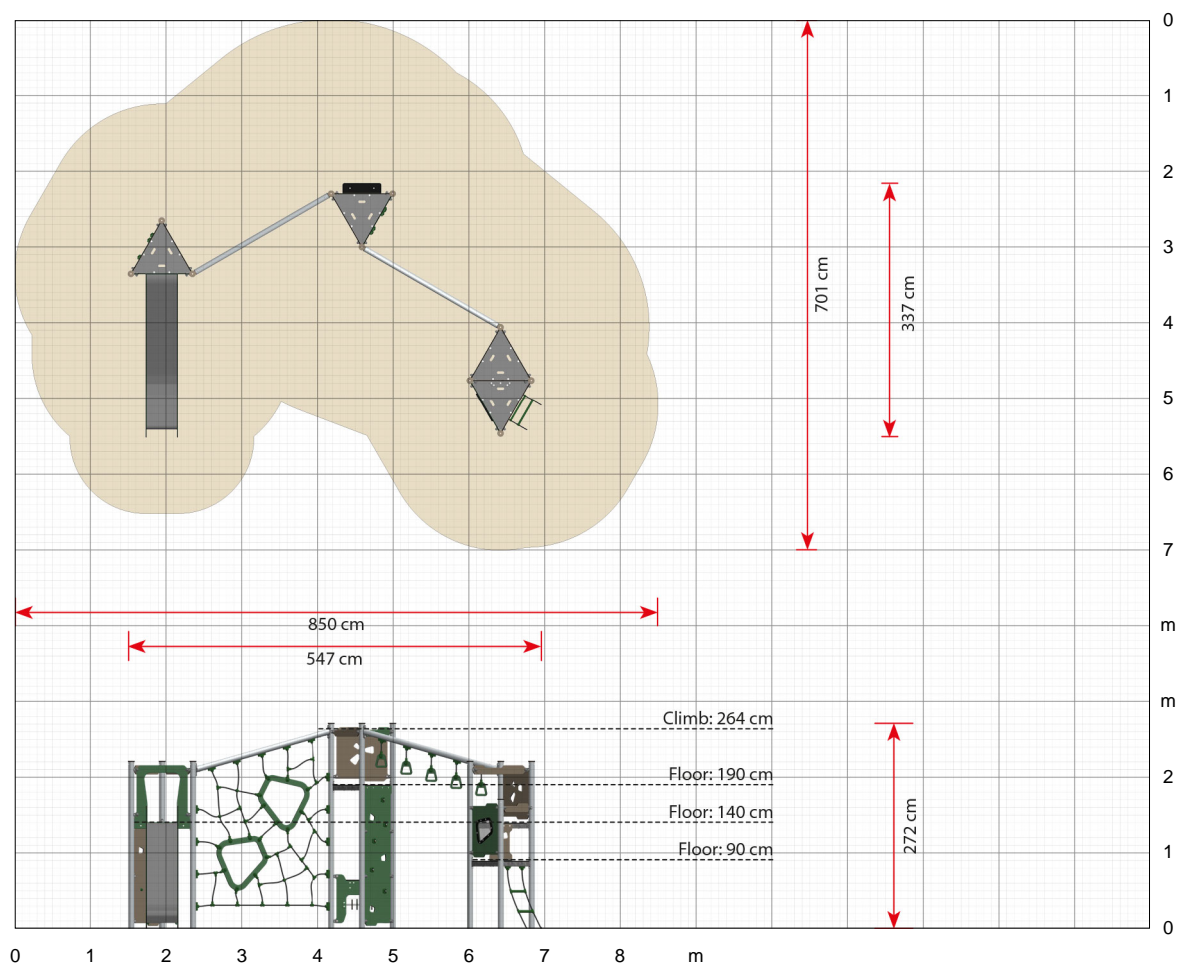 0
1
2
3
4
5
6
7
m
m
2
1
0
701 cm
337 cm
850 cm
547 cm
Climb: 264 cm
Floor: 190 cm
Floor: 140 cm
Floor: 90 cm
272 cm
0 1 2 3 4 5 6 7 8 m